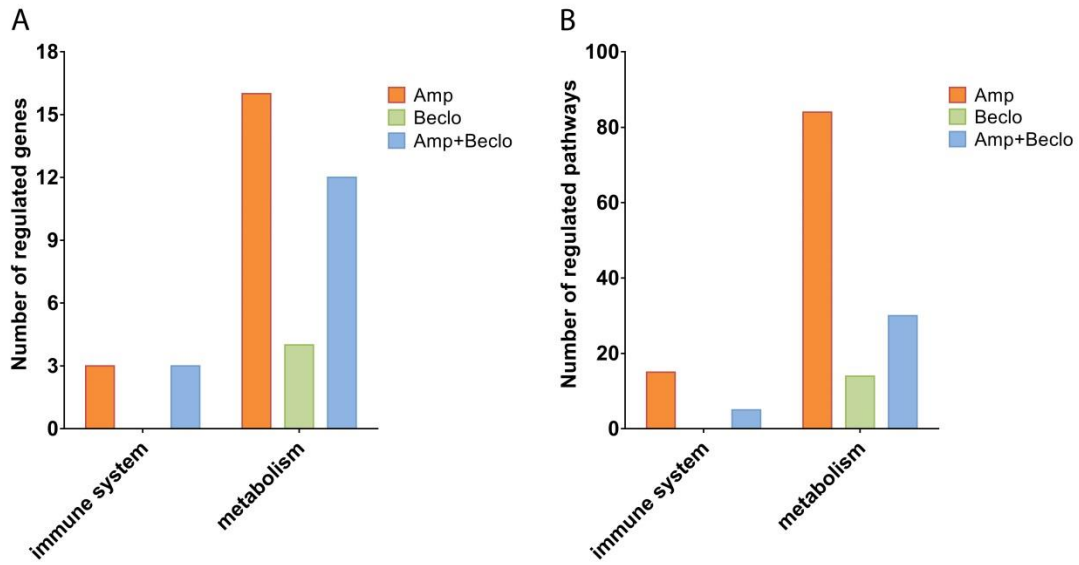 A
Number of regulated genes
18
15
12
9
6
3
0
immune system
metabolism
Amp
Beclo
Amp+Beclo
B
Number of regulated pathways
100
80
60
40
20
0
immune system
metabolism
Amp
Beclo
Amp+Beclo